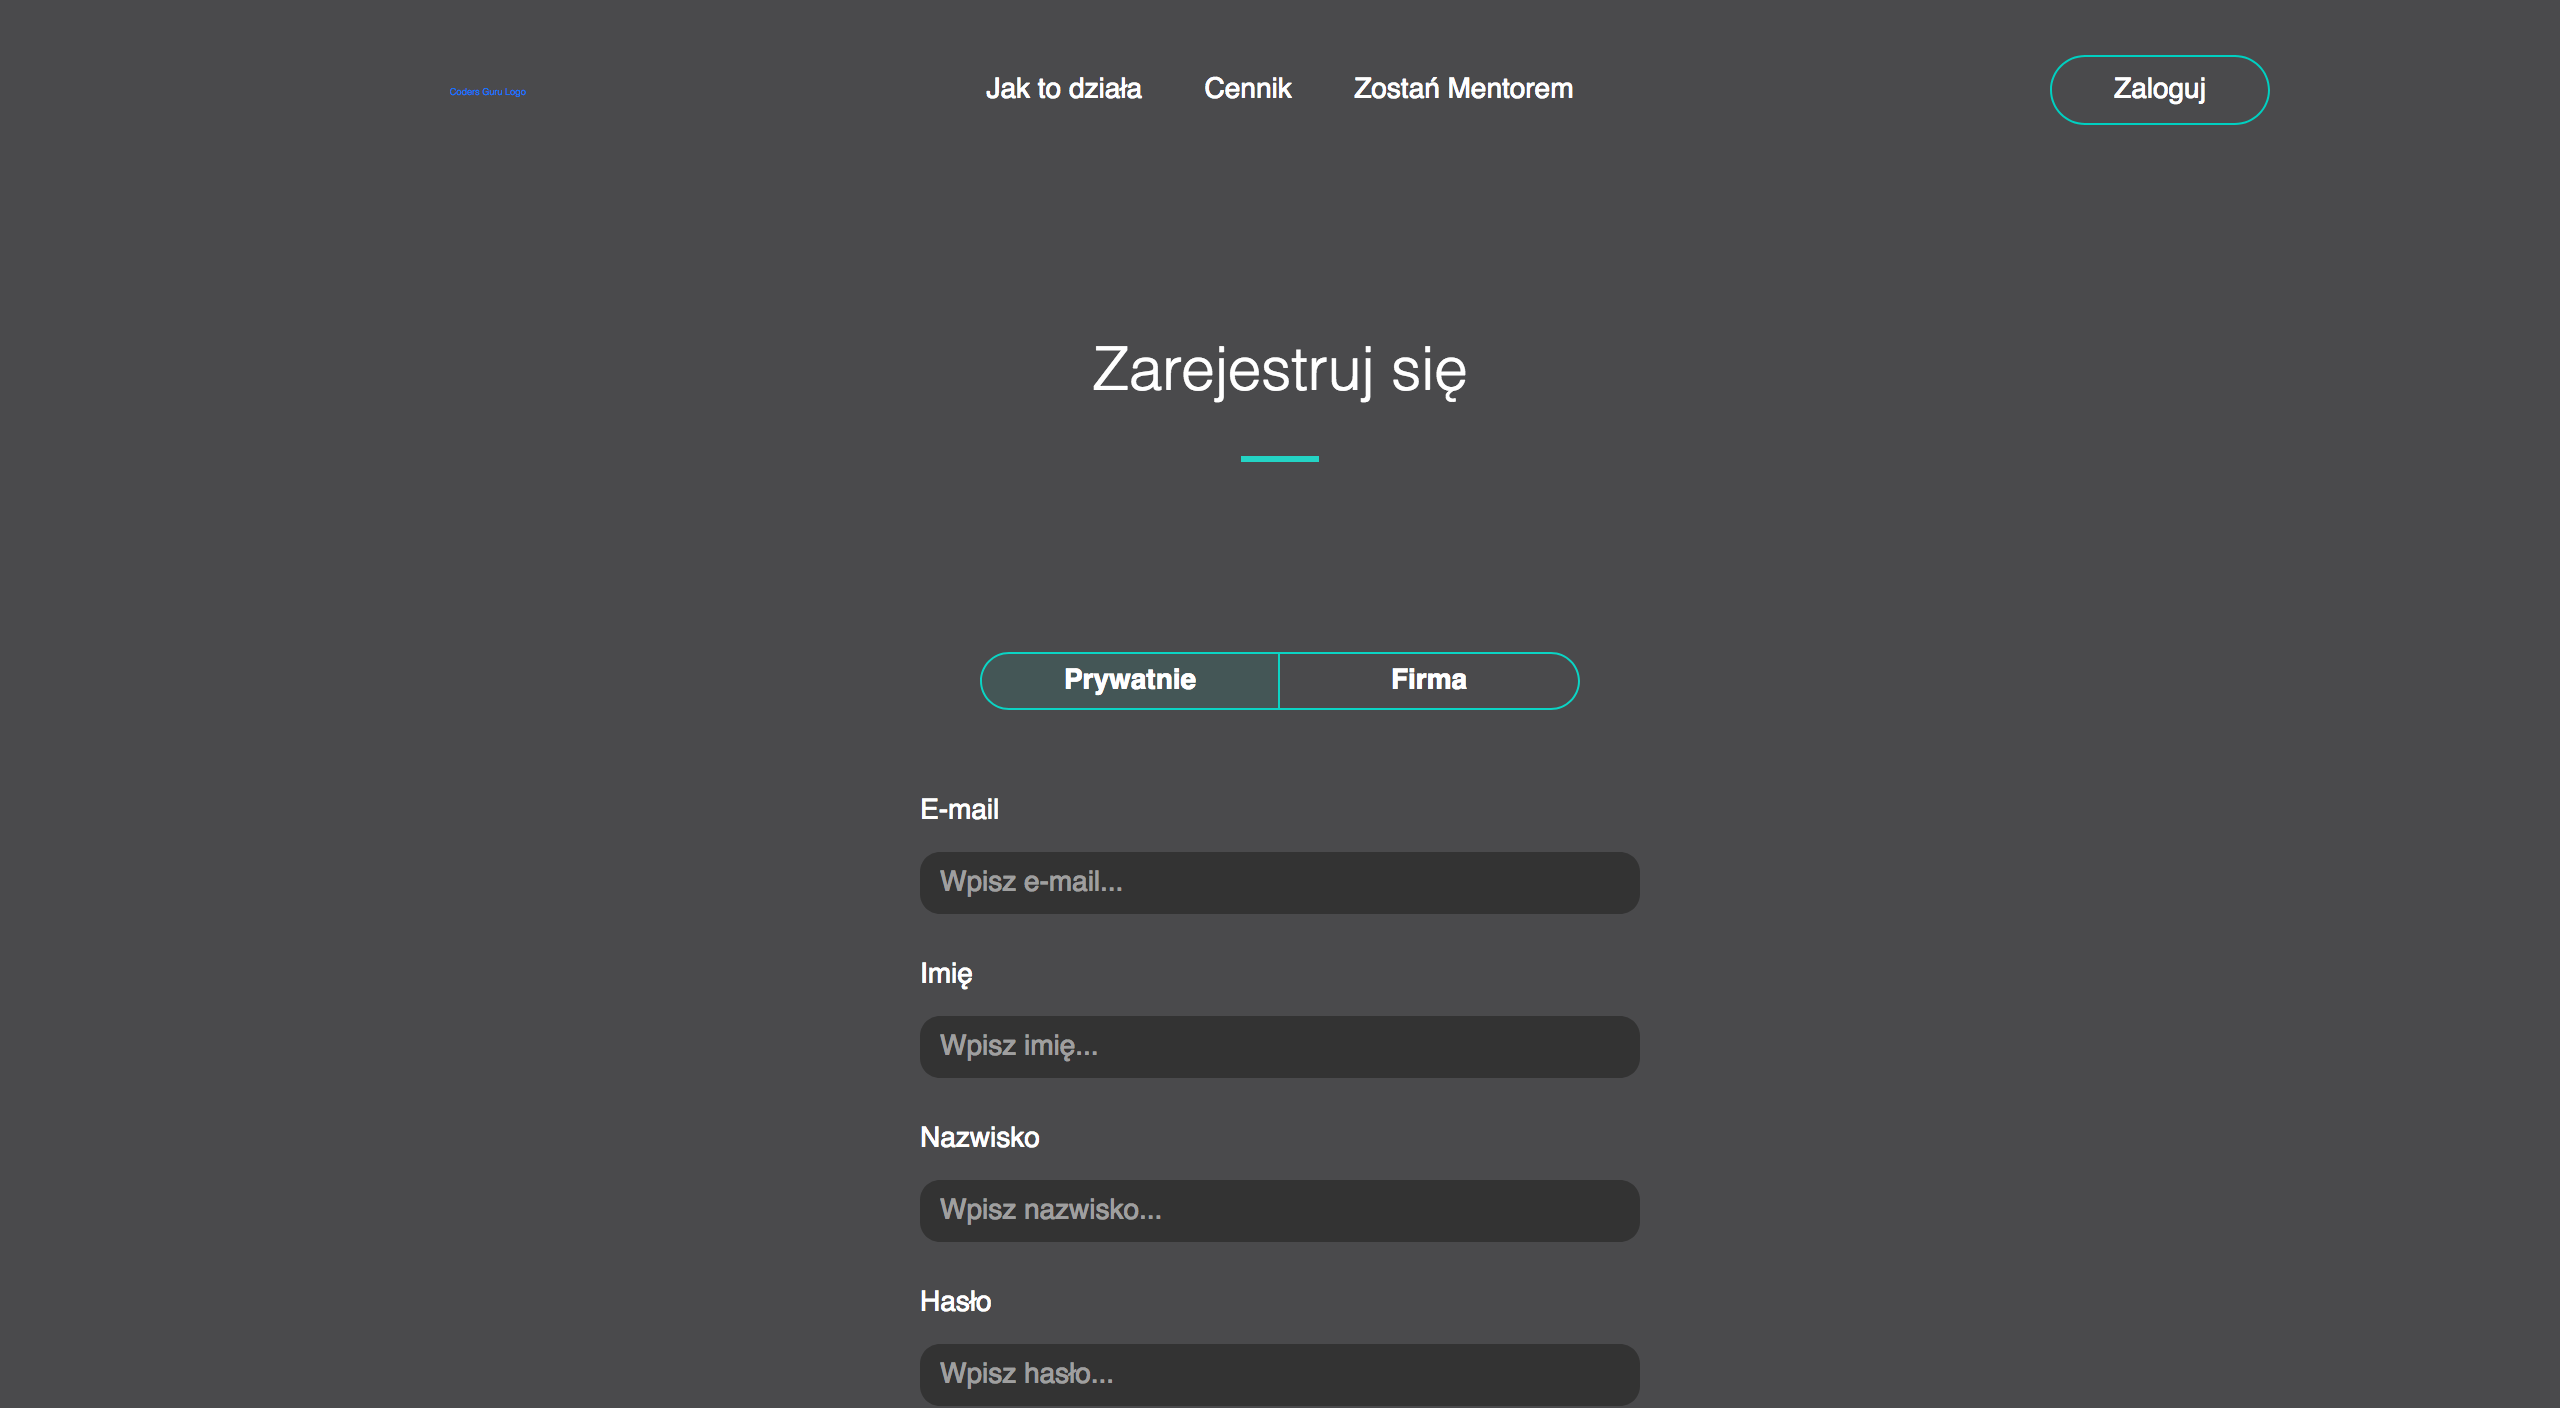 Coders Guru Logo
Jak to działa
Cennik
Zostań Mentorem
Zaloguj
Zarejestruj się
Prywatnie
Firma
E-mail
Wpisz e-mail...
Imię
Wpisz imię...
Nazwisko
Wpisz nazwisko...
Hasło
Wpisz hasło...